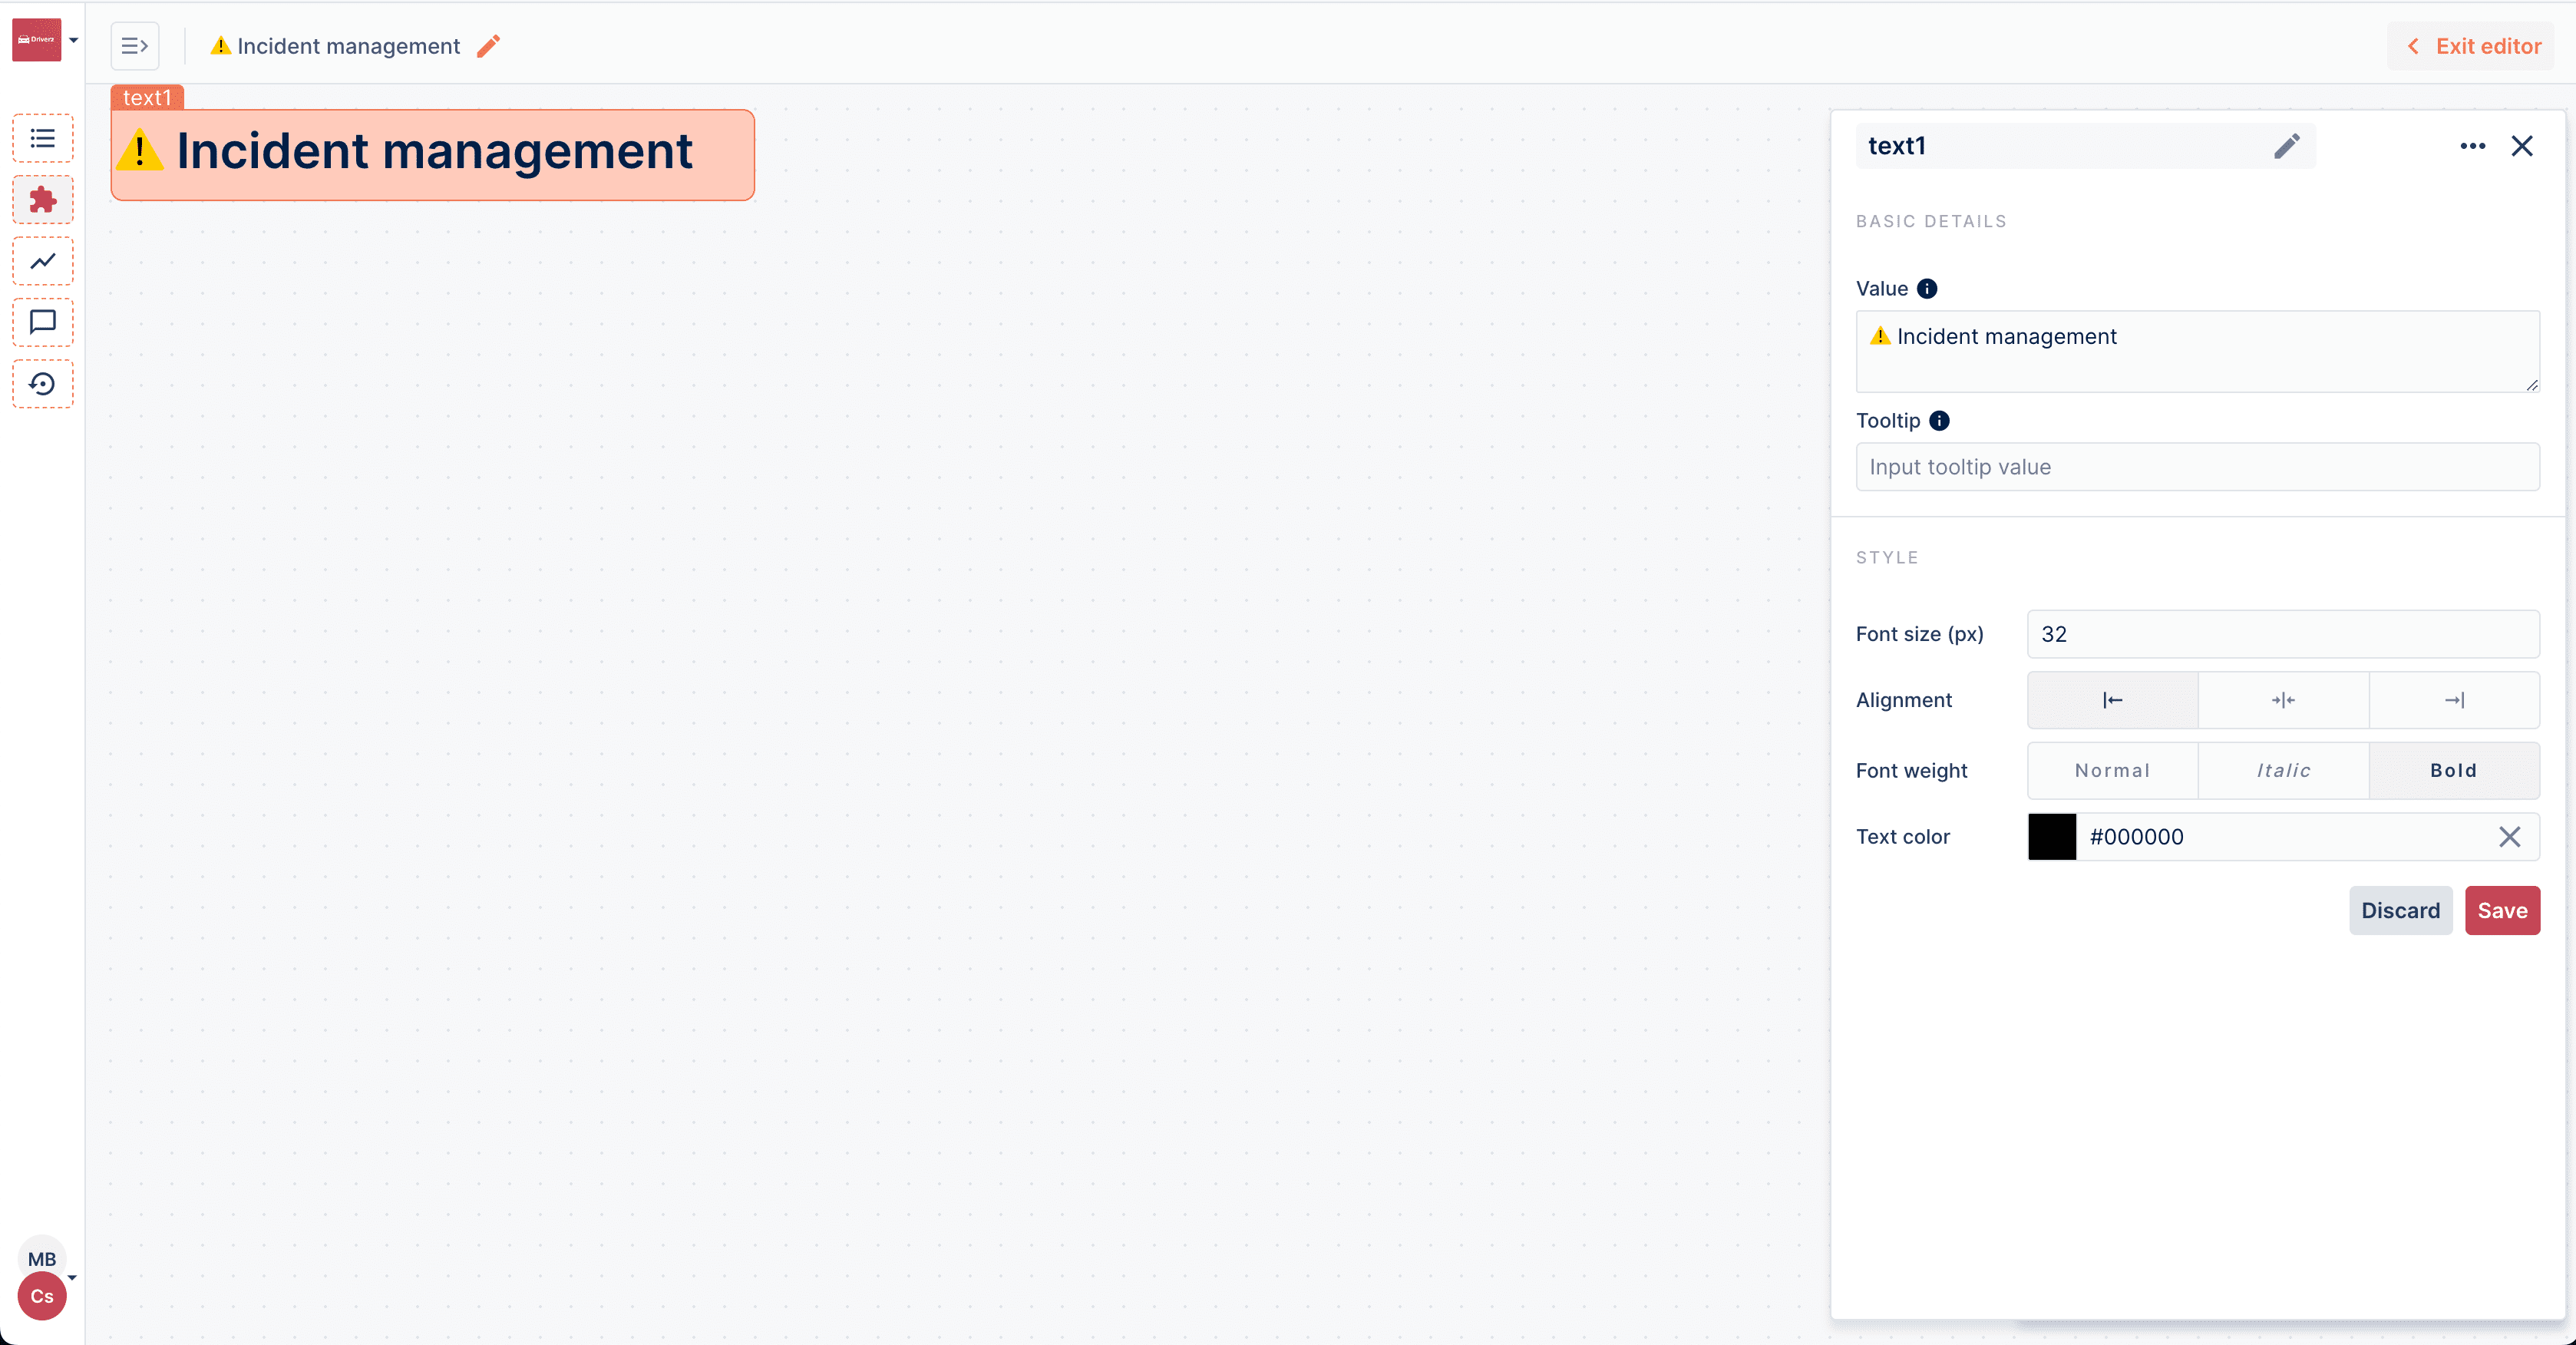 Driverz
⚠️ Incident management
Exit editor
text1
⚠️ Incident management
text1
BASIC DETAILS
Value
⚠️ Incident management
Tooltip
Input tooltip value
STYLE
Font size (px)
32
Alignment
Font weight
Normal
Italic
Bold
Text color
#000000
Discard
Save
MB
Cs